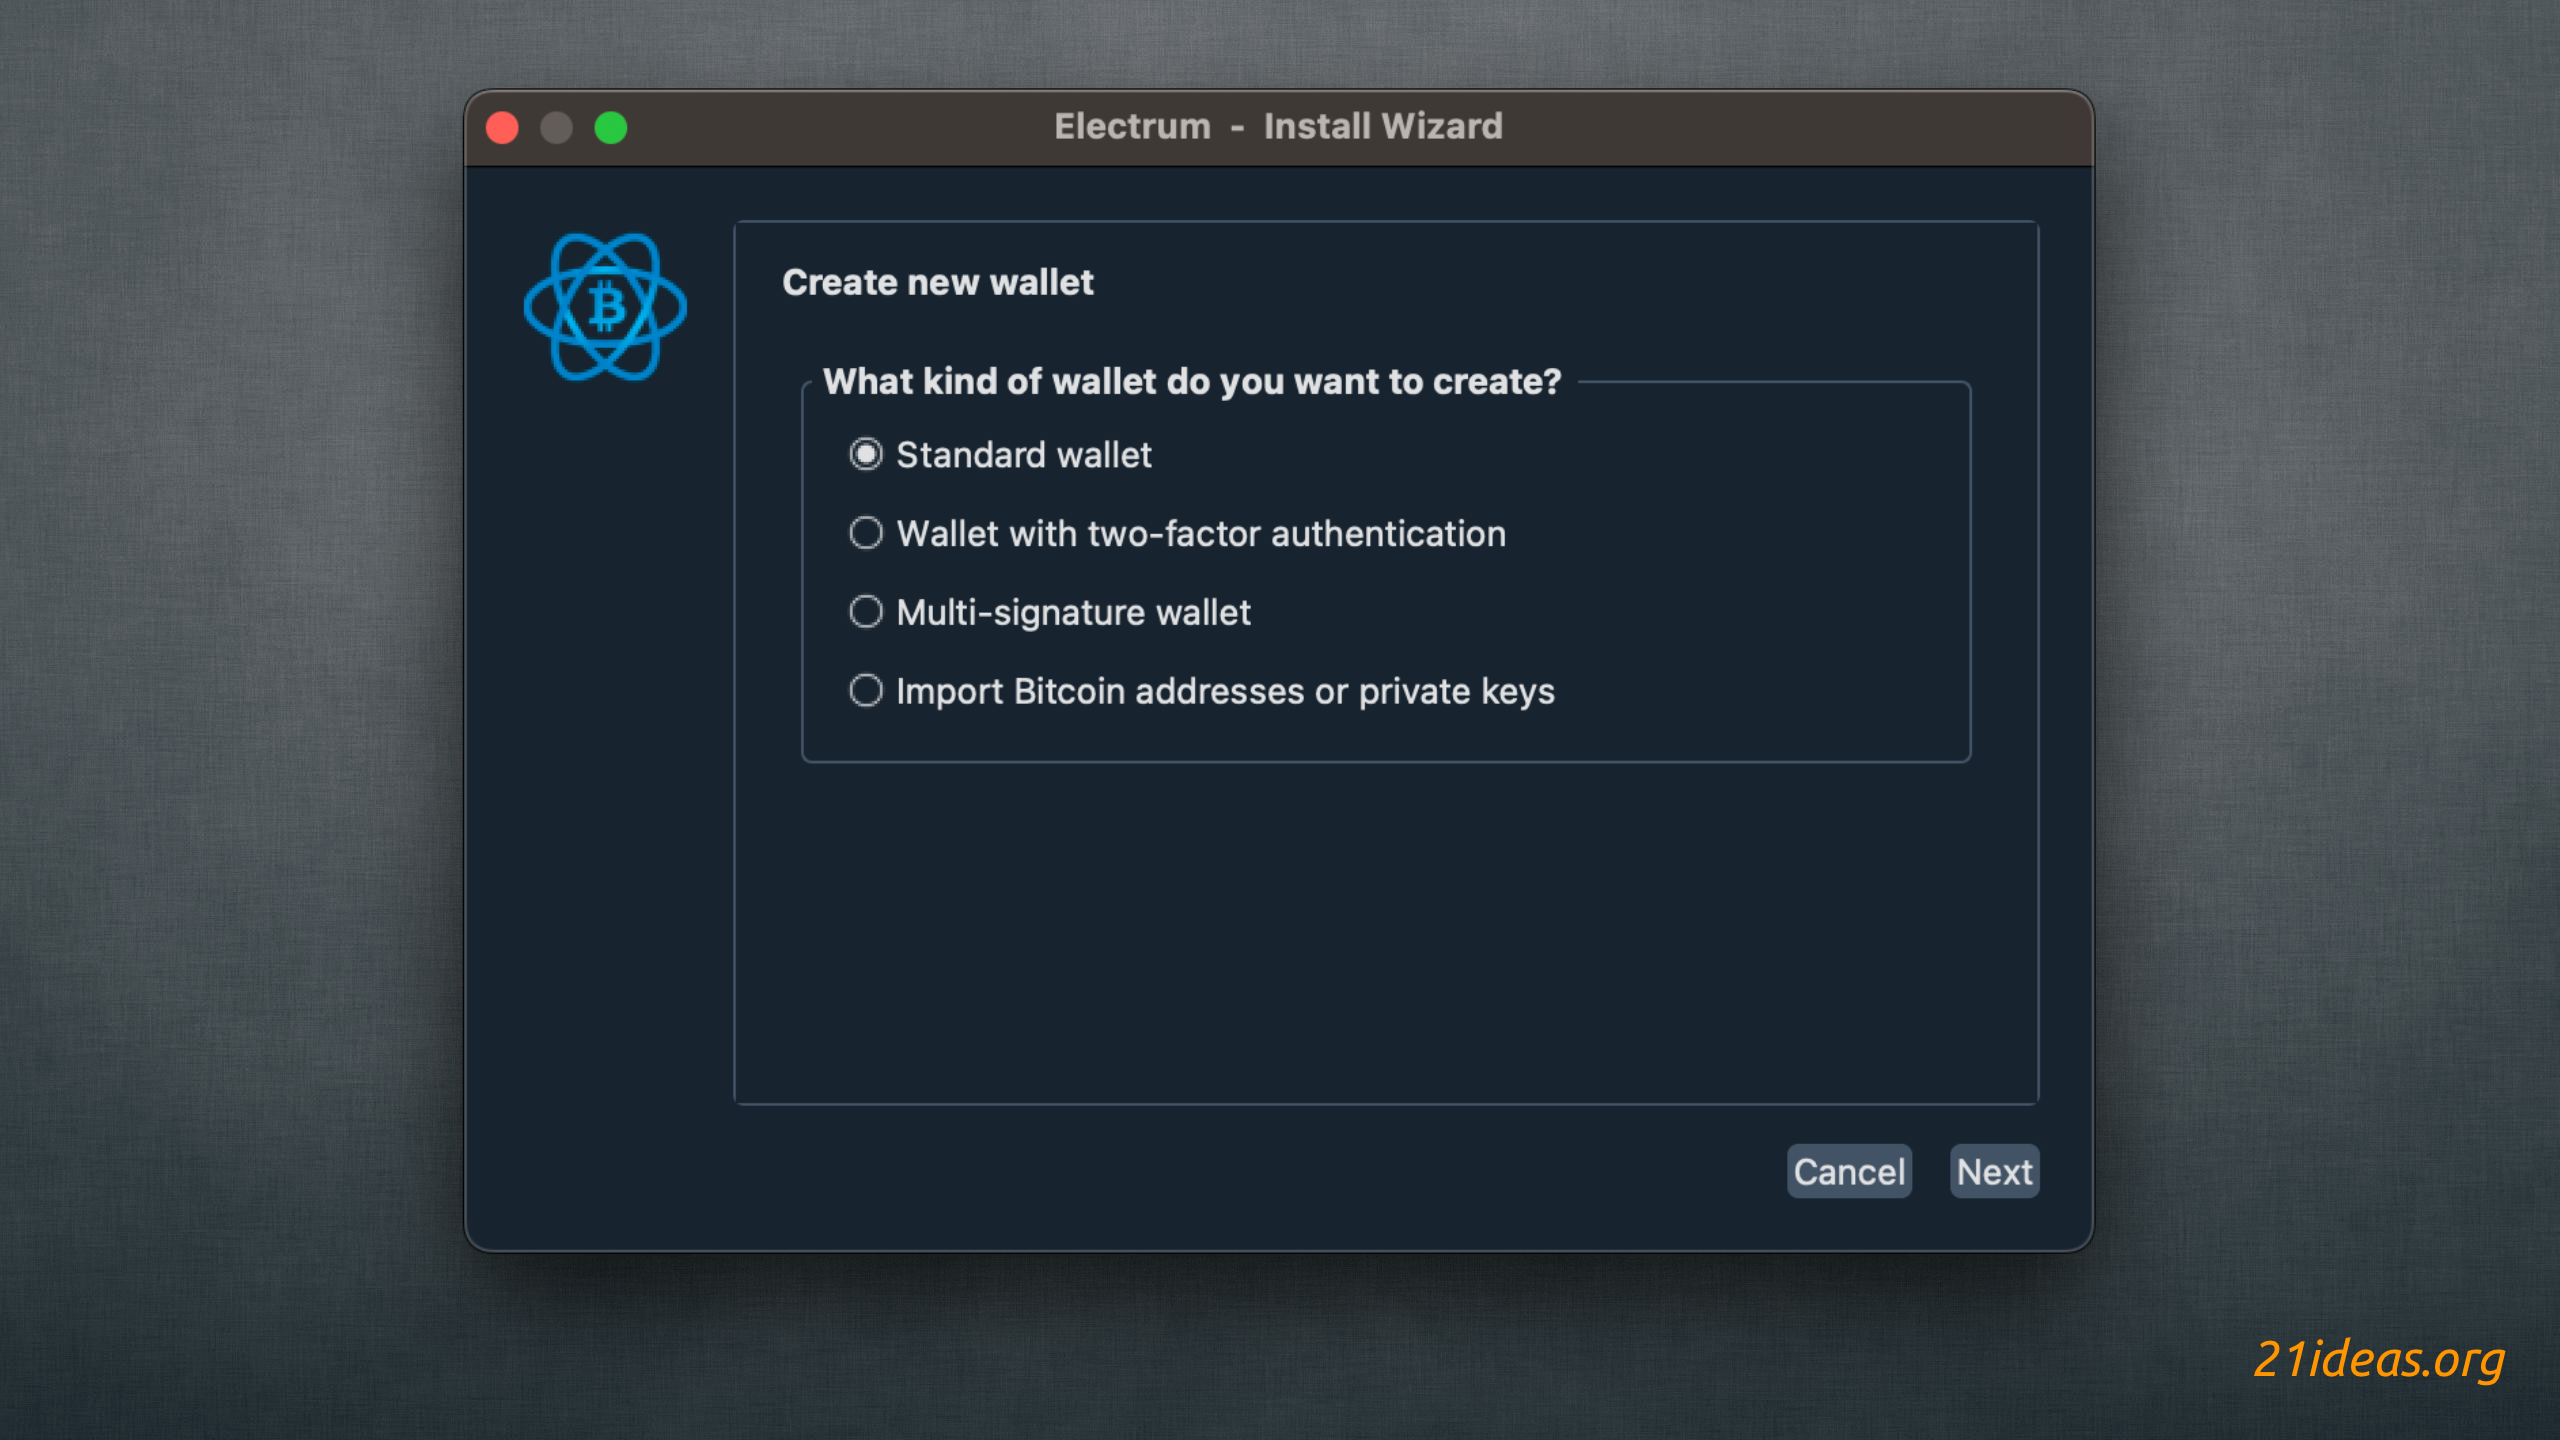 Electrum - Install Wizard
Create new wallet
What kind of wallet do you want to create?
Standard wallet
Wallet with two-factor authentication
Multi-signature wallet
Import Bitcoin addresses or private keys
Cancel Next
21ideas.org